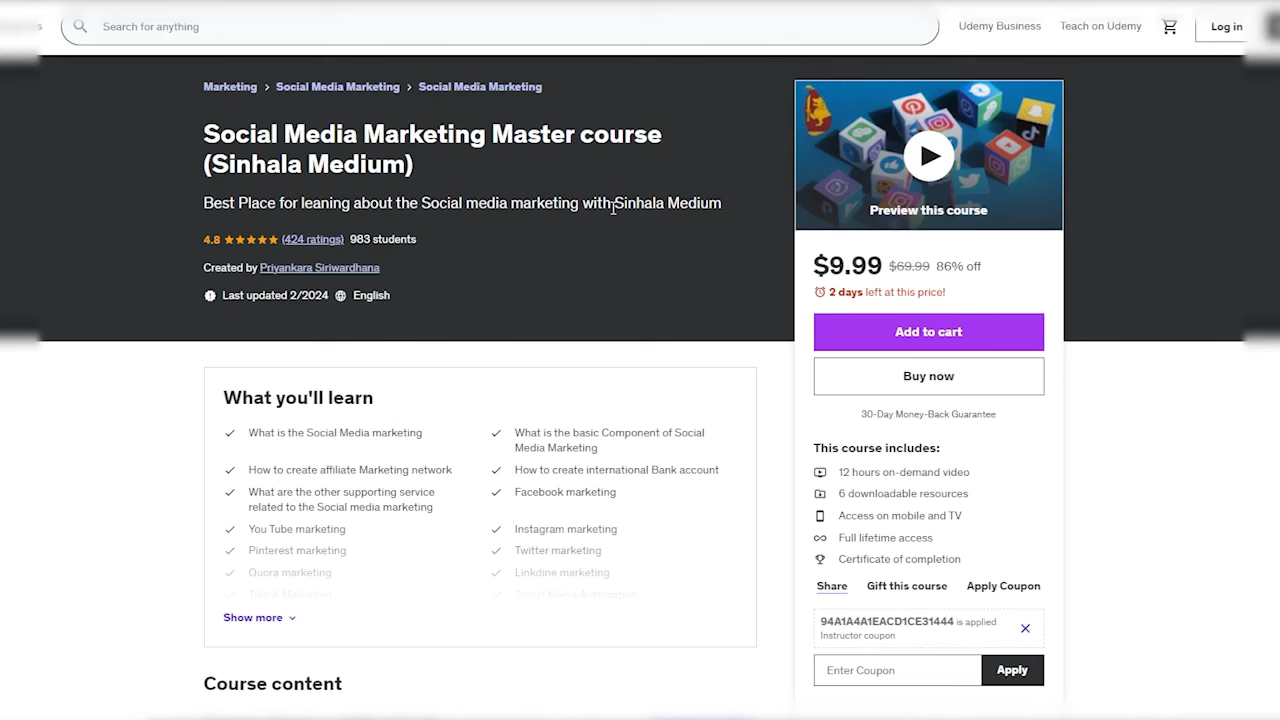 Search for anything
Udemy Business
Teach on Udemy
Log in
Marketing > Social Media Marketing > Social Media Marketing
Social Media Marketing Master course
(Sinhala Medium)
Best Place for leaning about the Social media marketing with Sinhala Medium
4.8 (424 ratings) 983 students
Created by Priyankara Siriwardhana
Last updated 2/2024 English
Preview this course
$9.99 $69.99 86% off
2 days left at this price!
Add to cart
Buy now
30-Day Money-Back Guarantee
This course includes:
12 hours on-demand video
6 downloadable resources
Access on mobile and TV
Full lifetime access
Certificate of completion
Share Gift this course Apply Coupon
94A1A4A1EACD1CE31444 is applied
Instructor coupon
Enter Coupon Apply
What you'll learn
What is the Social Media marketing
What is the basic Component of Social
Media Marketing
How to create affiliate Marketing network
How to create international Bank account
What are the other supporting service
related to the Social media marketing
Facebook marketing
You Tube marketing
Instagram marketing
Pinterest marketing
Twitter marketing
Quora marketing
Linkdine marketing
Tiktok Marketing
Social Media Automation
Show more
Course content